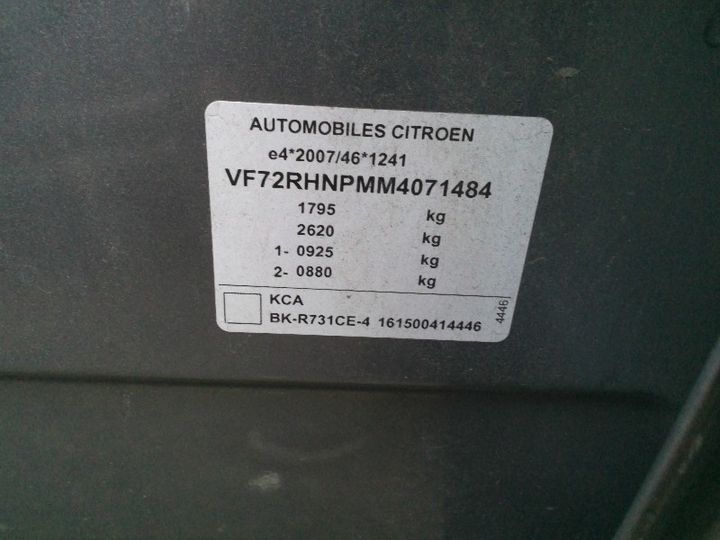 AUTOMOBILES CITROEN
e4*2007/46*1241
VF72RHNPMM4071484
1795 kg
2620 kg
1- 0925 kg
2- 0880 kg
KCA
BK-R731CE-4 161500414446
4446